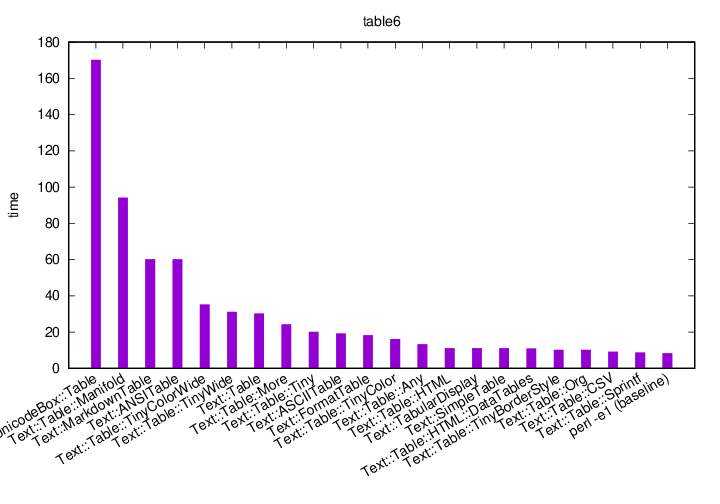 table6
time
180
160
140
120
100
80
60
40
20
0
nicodeBox::Table
Text::Table::Manifold
Text::MarkdownTable
Text::ANSITable
Text::Table::TinyColorWide
Text::Table::TinyWide
Text::Table
Text::Table::More
Text::Table::Tiny
Text::ASCIITable
Text::FormatTable
Text::Table::TinyColor
Text::Table::Any
Text::Table::HTML
Text::TabularDisplay
Text::SimpleTable
Text::Table::HTML::DataTables
Text::Table::TinyBorderStyle
Text::Table::Org
Text::Table::CSV
Text::Table::Sprintf
perl -e1 (baseline)